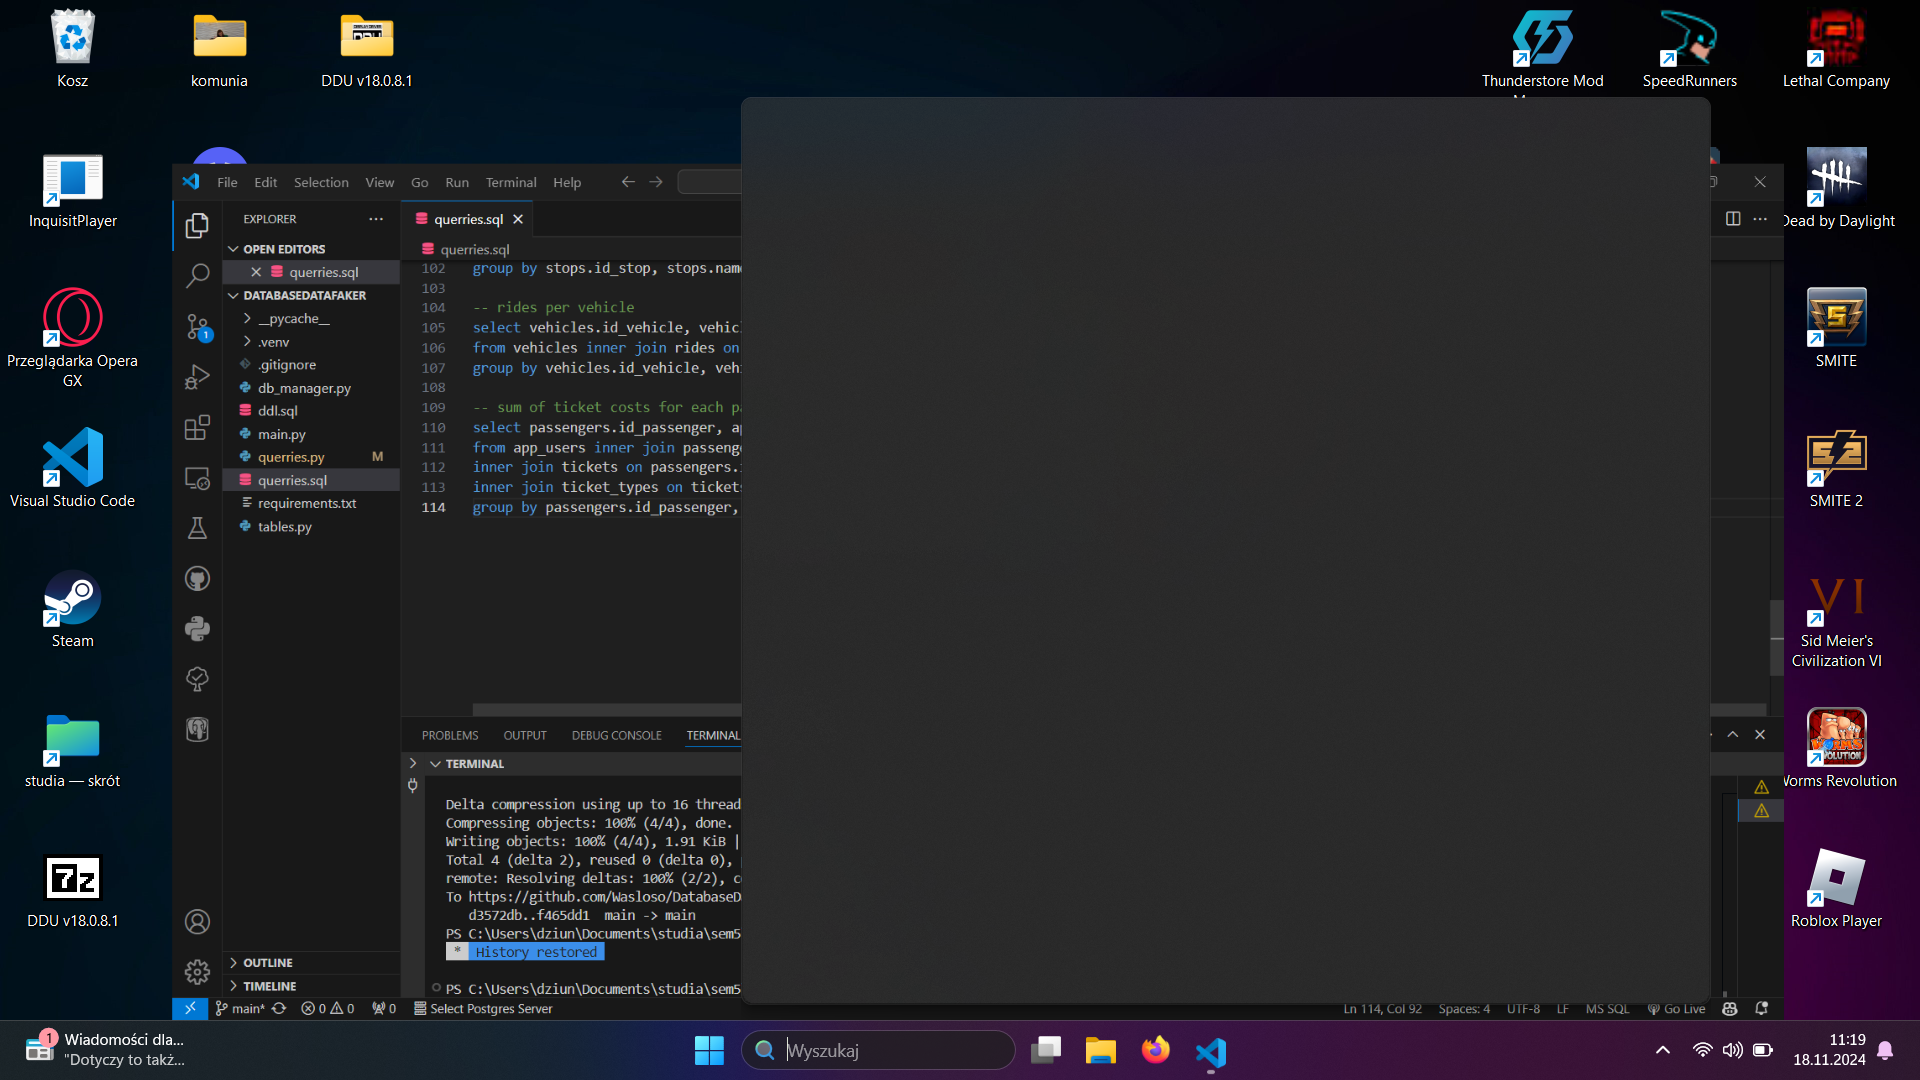 Kosz
komunia
DDU v18.0.8.1
Thunderstore Mod
SpeedRunners
Lethal Company
InquisitPlayer
Dead by Daylight
Przeglądarka Opera
GX
SMITE
Visual Studio Code
SMITE 2
Steam
Sid Meier's
Civilization VI
studia — skrót
Worms Revolution
DDU v18.0.8.1
Roblox Player
File Edit Selection View Go Run Terminal Help
EXPLORER
OPEN EDITORS
querries.sql
DATABASEDATAFAKER
__pycache__
.venv
.gitignore
db_manager.py
ddl.sql
main.py
querries.py M
querries.sql
requirements.txt
tables.py
OUTLINE
TIMELINE
1
querries.sql
querries.sql
102 group by stops.id_stop, stops.nam
103
104 -- rides per vehicle
105 select vehicles.id_vehicle, vehic
106 from vehicles inner join rides on
107 group by vehicles.id_vehicle, veh
108
109 -- sum of ticket costs for each p
110 select passengers.id_passenger, a
111 from app_users inner join passeng
112 inner join tickets on passengers.
113 inner join ticket_types on ticket
114 group by passengers.id_passenger,
PROBLEMS OUTPUT DEBUG CONSOLE TERMINAL
TERMINAL
Delta compression using up to 16 thread
Compressing objects: 100% (4/4), done.
Writing objects: 100% (4/4), 1.91 KiB |
Total 4 (delta 2), reused 0 (delta 0),
remote: Resolving deltas: 100% (2/2), c
To https://github.com/Wasloso/DatabaseD
d3572db..f465dd1 main -> main
PS C:\Users\dziun\Documents\studia\sem5
* History restored
PS C:\Users\dziun\Documents\studia\sem5
main* 0 0 0 Select Postgres Server
Ln 114, Col 92 Spaces: 4 UTF-8 LF MS SQL Go Live
1
Wiadomości dla...
"Dotyczy to takż...
Wyszukaj
11:19
18.11.2024